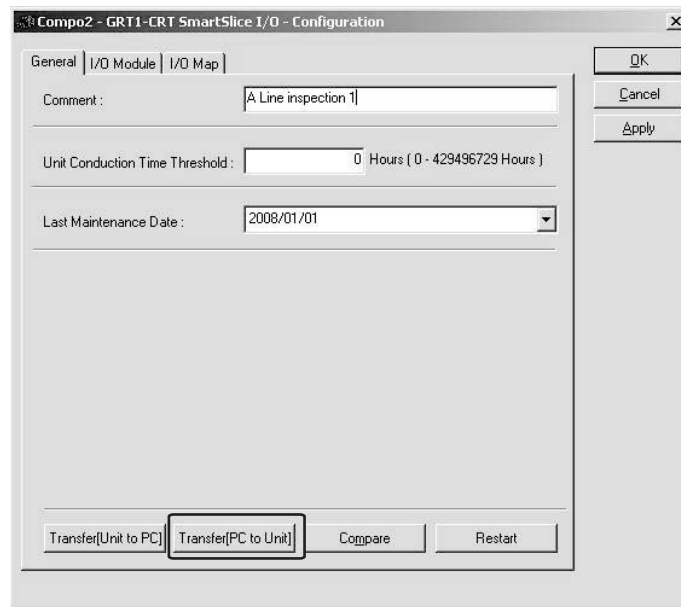 Compo2 - GRT1-CRT SmartSlice I/O - Configuration
General I/O Module I/O Map
OK
Cancel
Apply
Comment : A Line inspection 1
Unit Conduction Time Threshold : 0 Hours ( 0 - 429496729 Hours )
Last Maintenance Date : 2008/01/01
Transfer[Unit to PC] Transfer[PC to Unit] Compare Restart